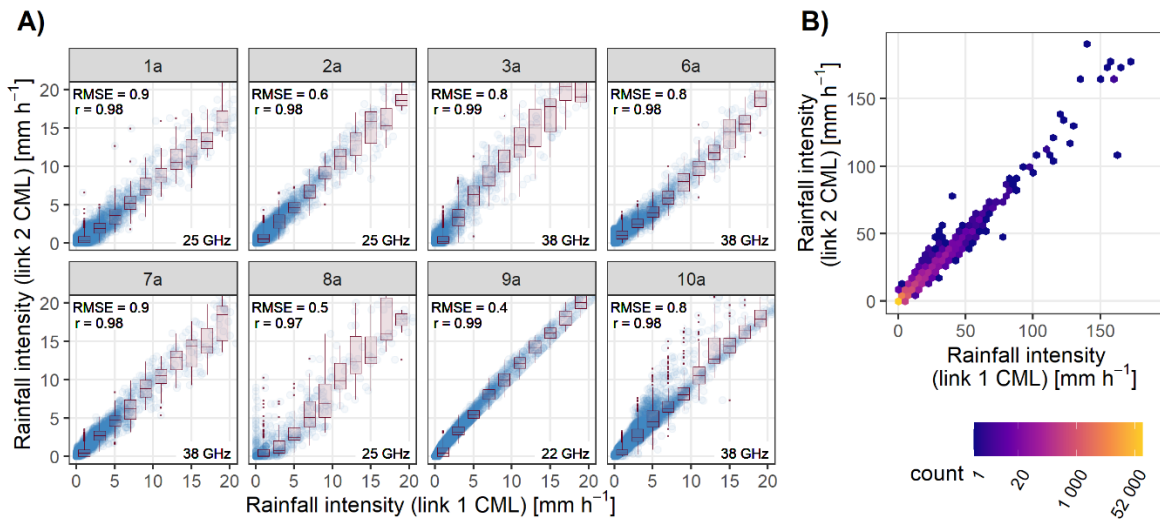 A)
B)
1a
2a
3a
6a
RMSE = 0.9
r = 0.98
25 GHz
RMSE = 0.6
r = 0.98
25 GHz
RMSE = 0.8
r = 0.99
38 GHz
RMSE = 0.8
r = 0.98
38 GHz
20
15
10
5
0
7a
8a
9a
10a
RMSE = 0.9
r = 0.98
38 GHz
RMSE = 0.5
r = 0.97
25 GHz
RMSE = 0.4
r = 0.99
22 GHz
RMSE = 0.8
r = 0.98
38 GHz
20
15
10
5
0
0 5 10 15 20
0 5 10 15 20
0 5 10 15 20
0 5 10 15 20
Rainfall intensity (link 2 CML) [mm h⁻¹]
Rainfall intensity (link 1 CML) [mm h⁻¹]
Rainfall intensity
(link 2 CML) [mm h⁻¹]
150
100
50
0
0 50 100 150
Rainfall intensity
(link 1 CML) [mm h⁻¹]
count
1
20
1 000
52 000